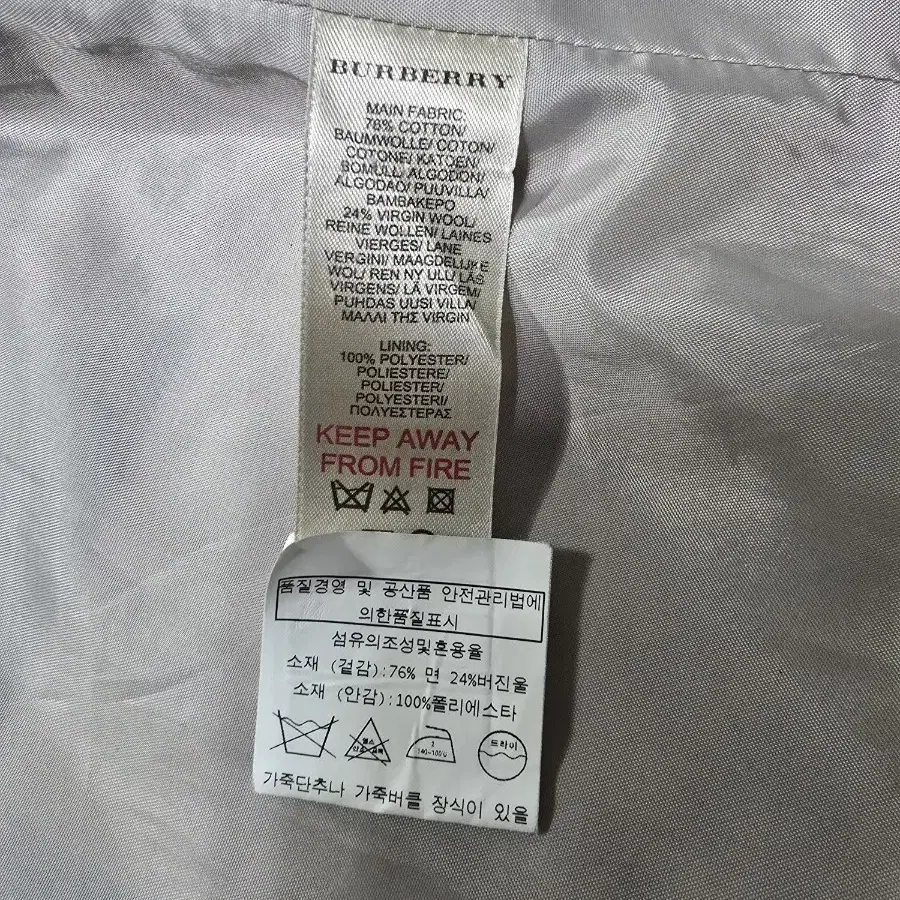 BURBERRY
MAIN FABRIC:
76% COTTON/
BAUMWOLLE/ COTON/
COTONE/ KATOEN/
BOMULL/ ALGODON/
ALGODAO/ PUUVILLA/
BAMBAKEPO
24% VIRGIN WOOL/
REINE WOLLEN/ LAINES
VIERGES/ LANE
VERGINI/ MAAGDELIJKE
WOL/ REN NY ULL/ LÃS
VIRGENS/ LÃ VIRGEM/
PUHDAS UUSI VILLA/
ΜΑΛΛΙ ΤΗΣ VIRGIN
LINING:
100% POLYESTER/
POLIESTERE/
POLIESTER/
POLYESTERI/
ΠΟΛΥΕΣΤΕΡΑΣ
KEEP AWAY
FROM FIRE
품질경영 및 공산품 안전관리법에
의한품질표시
섬유의조성및혼용율
소재 (겉감):76% 면 24%버진울
소재 (안감):100%폴리에스타
드라이
가죽단추나 가죽버클 장식이 있을